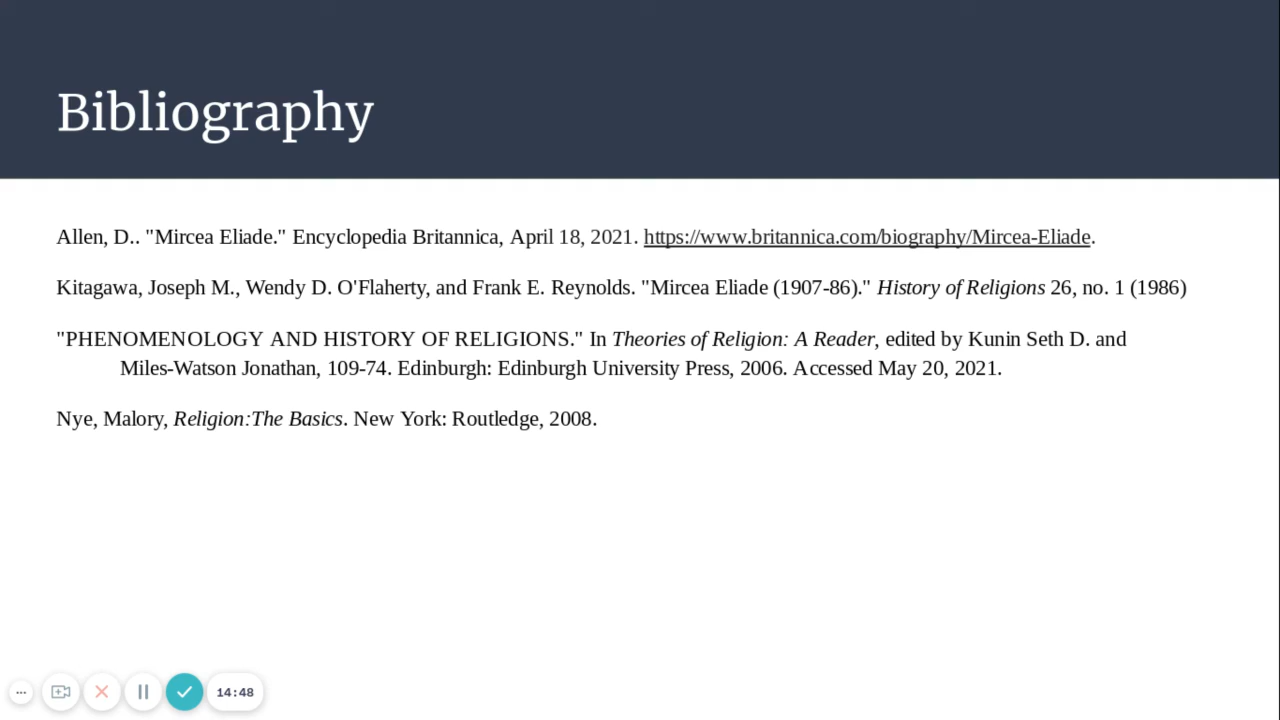 Bibliography
Allen, D.. "Mircea Eliade." Encyclopedia Britannica, April 18, 2021. https://www.britannica.com/biography/Mircea-Eliade.
Kitagawa, Joseph M., Wendy D. O'Flaherty, and Frank E. Reynolds. "Mircea Eliade (1907-86)." History of Religions 26, no. 1 (1986)
"PHENOMENOLOGY AND HISTORY OF RELIGIONS." In Theories of Religion: A Reader, edited by Kunin Seth D. and
Miles-Watson Jonathan, 109-74. Edinburgh: Edinburgh University Press, 2006. Accessed May 20, 2021.
Nye, Malory, Religion:The Basics. New York: Routledge, 2008.
14:48